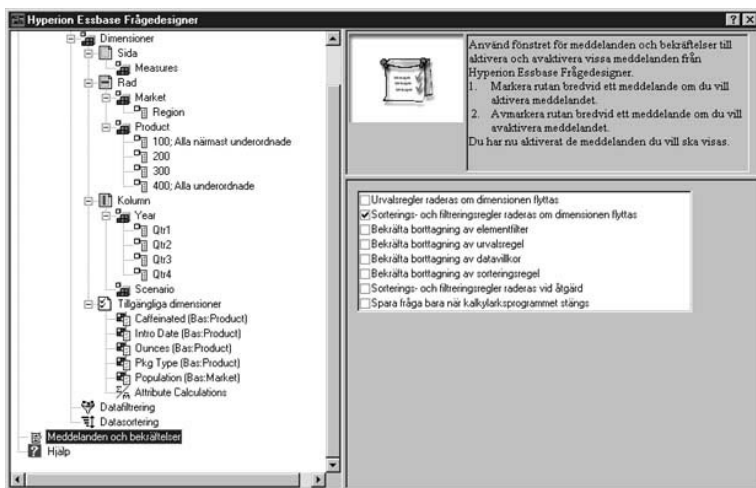 Hyperion Essbase Frågedesigner
Dimensioner
Sida
Measures
Rad
Market
Region
Product
100; Alla närmast underordnade
200
300
400; Alla underordnade
Kolumn
Year
Qtr1
Qtr2
Qtr3
Qtr4
Scenario
Tillgängliga dimensioner
Caffeinated (Bas:Product)
Intro Date (Bas:Product)
Ounces (Bas:Product)
Pkg Type (Bas:Product)
Population (Bas:Market)
Attribute Calculations
Datafiltrering
Datasortering
Meddelanden och bekräftelser
Hjälp
Använd fönstret för meddelanden och bekräftelser till
aktivera och avaktivera vissa meddelanden från
Hyperion Essbase Frågedesigner.
1. Markera rutan bredvid ett meddelande om du vill
aktivera meddelandet.
2. Avmarkera rutan bredvid ett meddelande om du vill
avaktivera meddelandet.
Du har nu aktiverat de meddelanden du vill ska visas.
Urvalsregler raderas om dimensionen flyttas
Sorterings- och filtreringsregler raderas om dimensionen flyttas
Bekräfta borttagning av elementfilter
Bekräfta borttagning av urvalsregel
Bekräfta borttagning av datavillkor
Bekräfta borttagning av sorteringsregel
Sorterings- och filtreringsregler raderas vid åtgärd
Spara fråga bara när kalkylarksprogrammet stängs